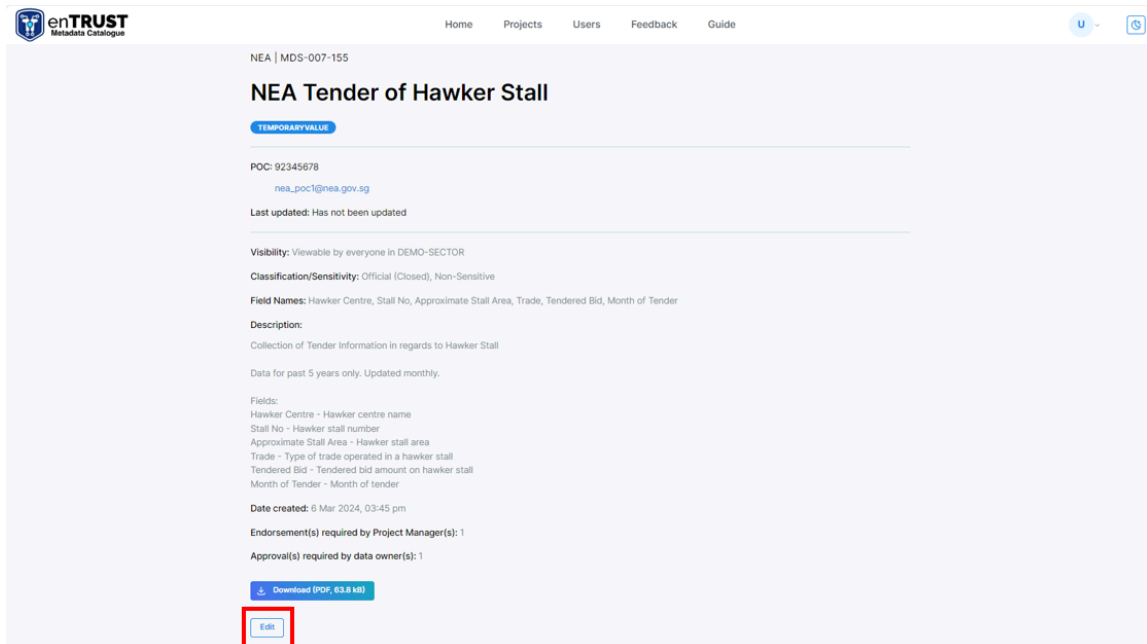 enTRUST
Metadata Catalogue
Home Projects Users Feedback Guide
U
NEA | MDS-007-155
NEA Tender of Hawker Stall
TEMPORARYVALUE
POC: 92345678
nea_poc1@nea.gov.sg
Last updated: Has not been updated
Visibility: Viewable by everyone in DEMO-SECTOR
Classification/Sensitivity: Official (Closed), Non-Sensitive
Field Names: Hawker Centre, Stall No, Approximate Stall Area, Trade, Tendered Bid, Month of Tender
Description:
Collection of Tender Information in regards to Hawker Stall
Data for past 5 years only. Updated monthly.
Fields:
Hawker Centre - Hawker centre name
Stall No - Hawker stall number
Approximate Stall Area - Hawker stall area
Trade - Type of trade operated in a hawker stall
Tendered Bid - Tendered bid amount on hawker stall
Month of Tender - Month of tender
Date created: 6 Mar 2024, 03:45 pm
Endorsement(s) required by Project Manager(s): 1
Approval(s) required by data owner(s): 1
Download (PDF, 63.8 kB)
Edit